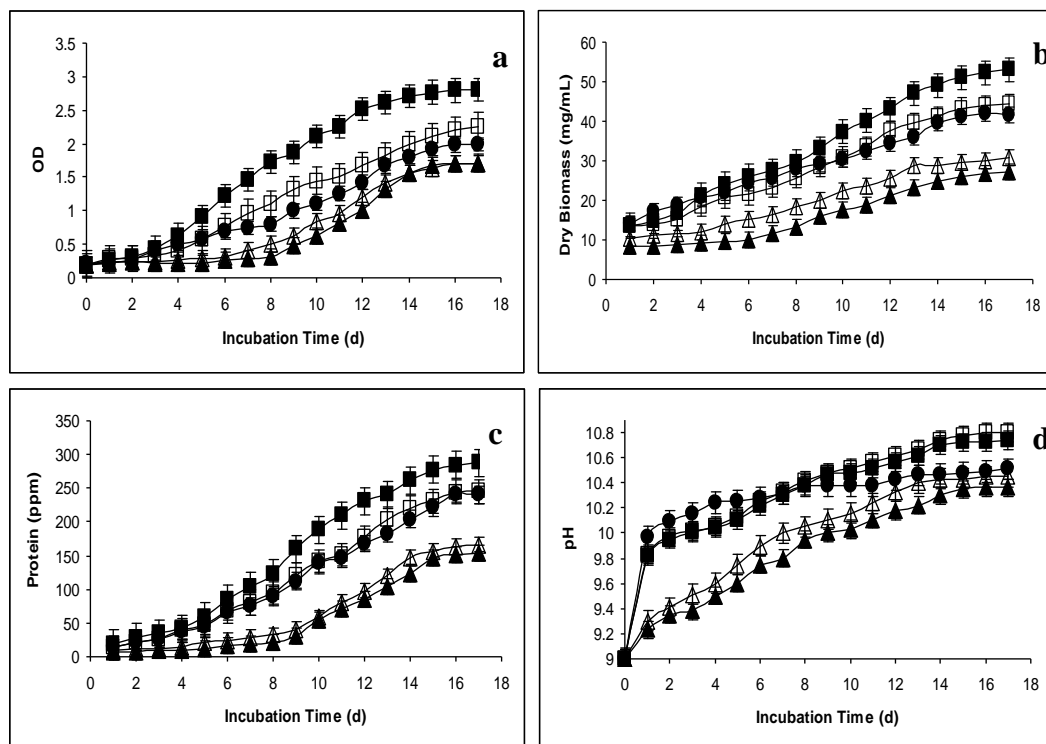 a
OD
3.5
3
2.5
2
1.5
1
0.5
0
0 2 4 6 8 10 12 14 16 18
Incubation Time (d)
b
Dry Biomass (mg/mL)
60
50
40
30
20
10
0
0 2 4 6 8 10 12 14 16 18
Incubation Time (d)
c
Protein (ppm)
350
300
250
200
150
100
50
0
0 2 4 6 8 10 12 14 16 18
Incubation Time (d)
d
pH
10.8
10.6
10.4
10.2
10
9.8
9.6
9.4
9.2
9
0 2 4 6 8 10 12 14 16 18
Incubation Time (d)